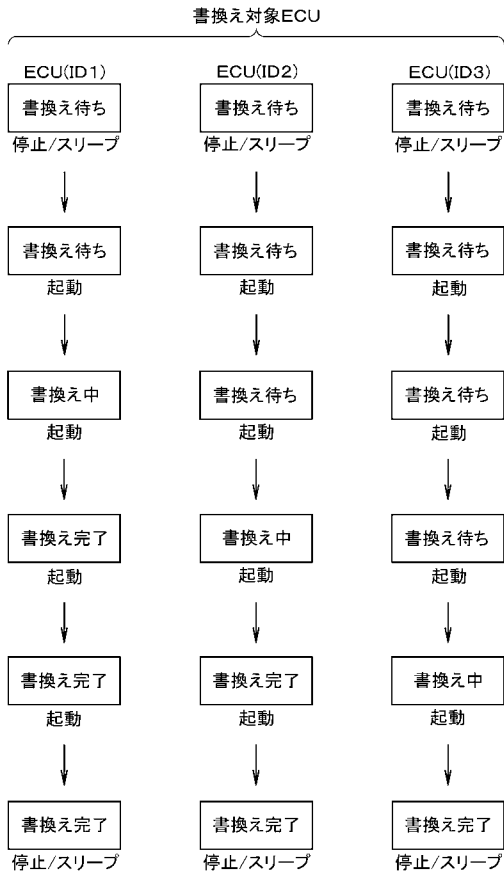 書換え対象ECU
ECU(ID1) ECU(ID2) ECU(ID3)
書換え待ち 書換え待ち 書換え待ち
停止/スリープ 停止/スリープ 停止/スリープ
書換え待ち 書換え待ち 書換え待ち
起動 起動 起動
書換え中 書換え待ち 書換え待ち
起動 起動 起動
書換え完了 書換え中 書換え待ち
起動 起動 起動
書換え完了 書換え完了 書換え中
起動 起動 起動
書換え完了 書換え完了 書換え完了
停止/スリープ 停止/スリープ 停止/スリープ